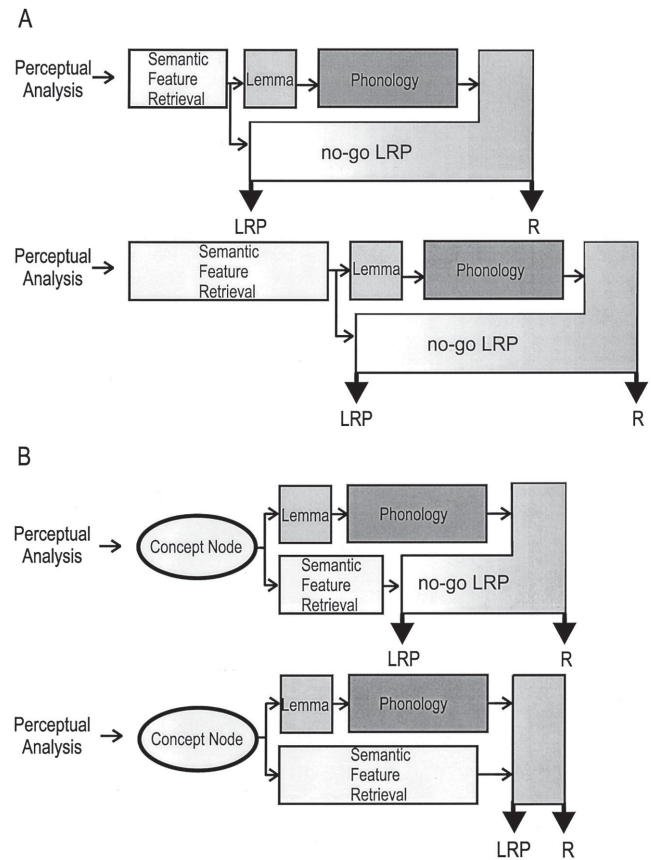 A
Perceptual
Analysis
Semantic
Feature
Retrieval
Lemma
Phonology
no-go LRP
LRP
R
Perceptual
Analysis
Semantic
Feature
Retrieval
Lemma
Phonology
no-go LRP
LRP
R
B
Perceptual
Analysis
Concept Node
Lemma
Phonology
Semantic
Feature
Retrieval
no-go LRP
LRP
R
Perceptual
Analysis
Concept Node
Lemma
Phonology
Semantic
Feature
Retrieval
LRP
R